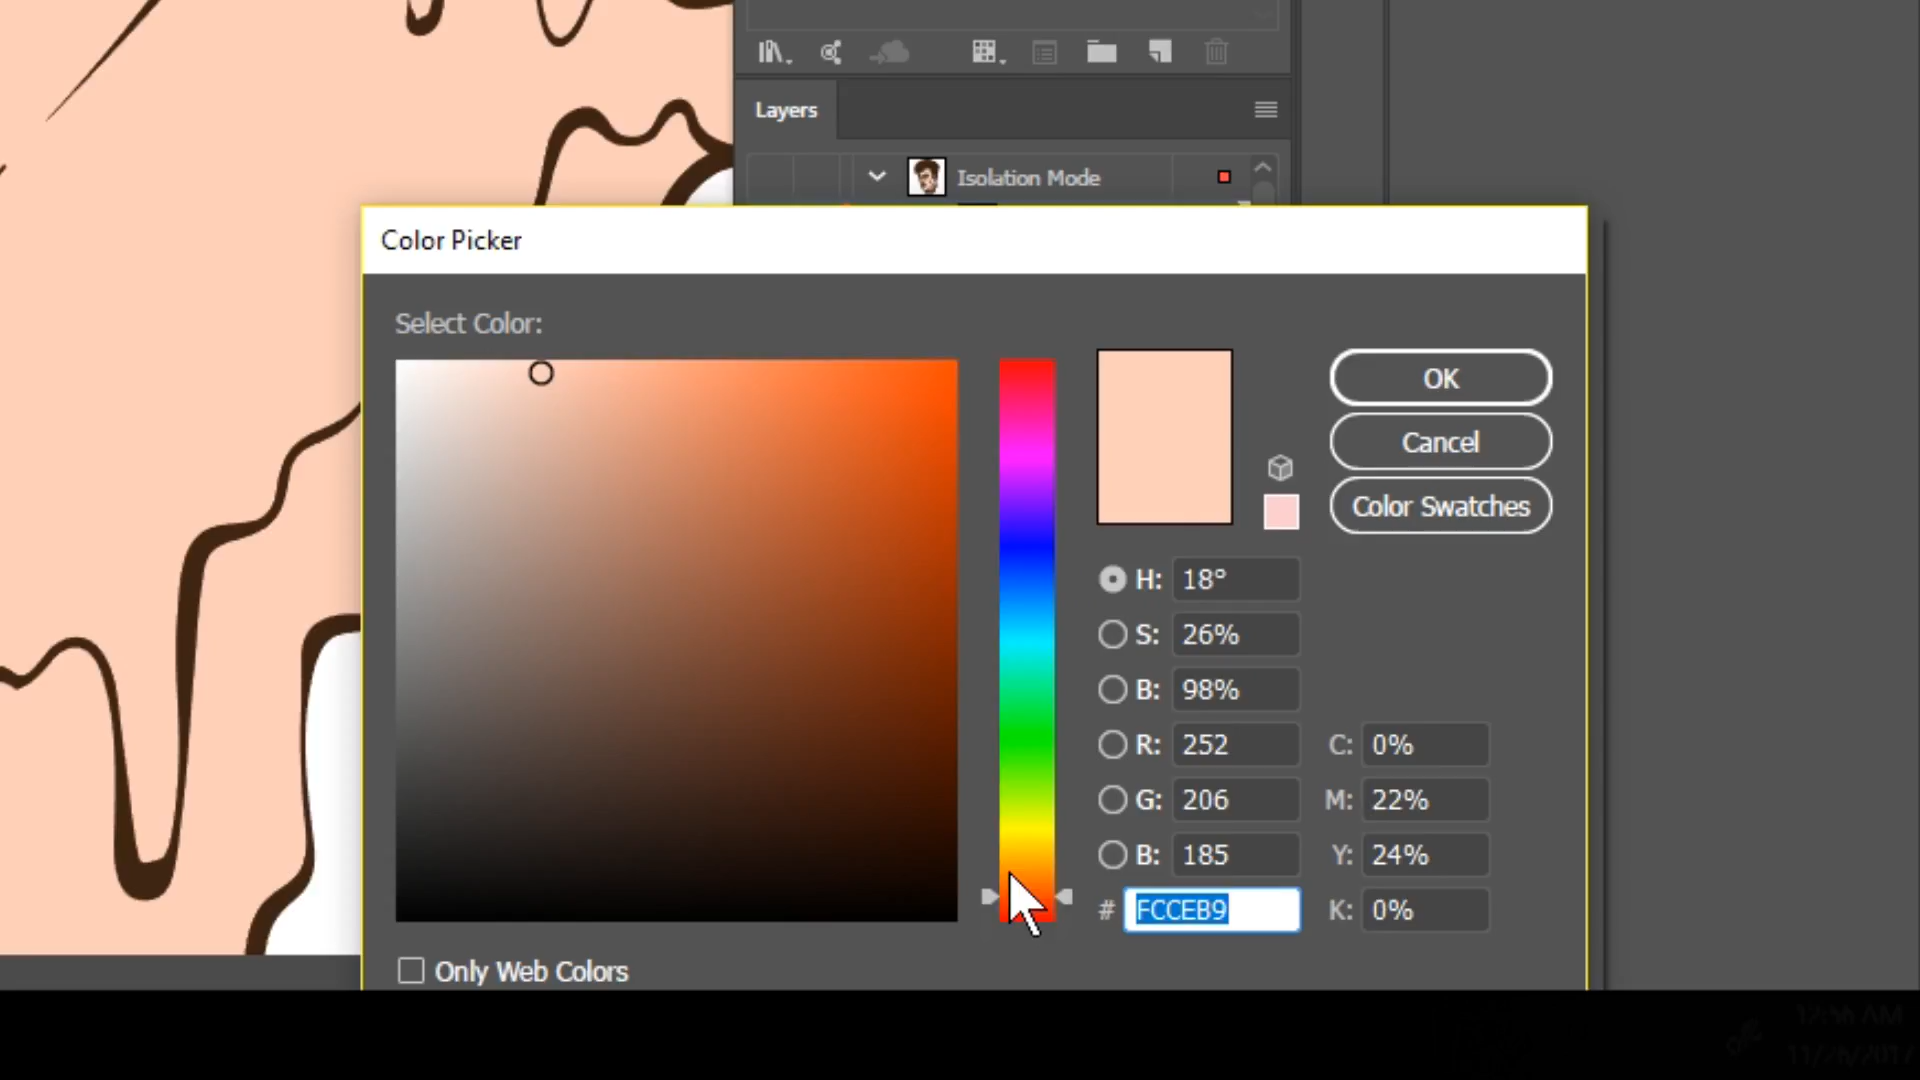 Layers
Isolation Mode
Color Picker
Select Color:
OK
Cancel
Color Swatches
H: 18°
S: 26%
B: 98%
R: 252 C: 0%
G: 206 M: 22%
B: 185 Y: 24%
# FCCEB9 K: 0%
Only Web Colors